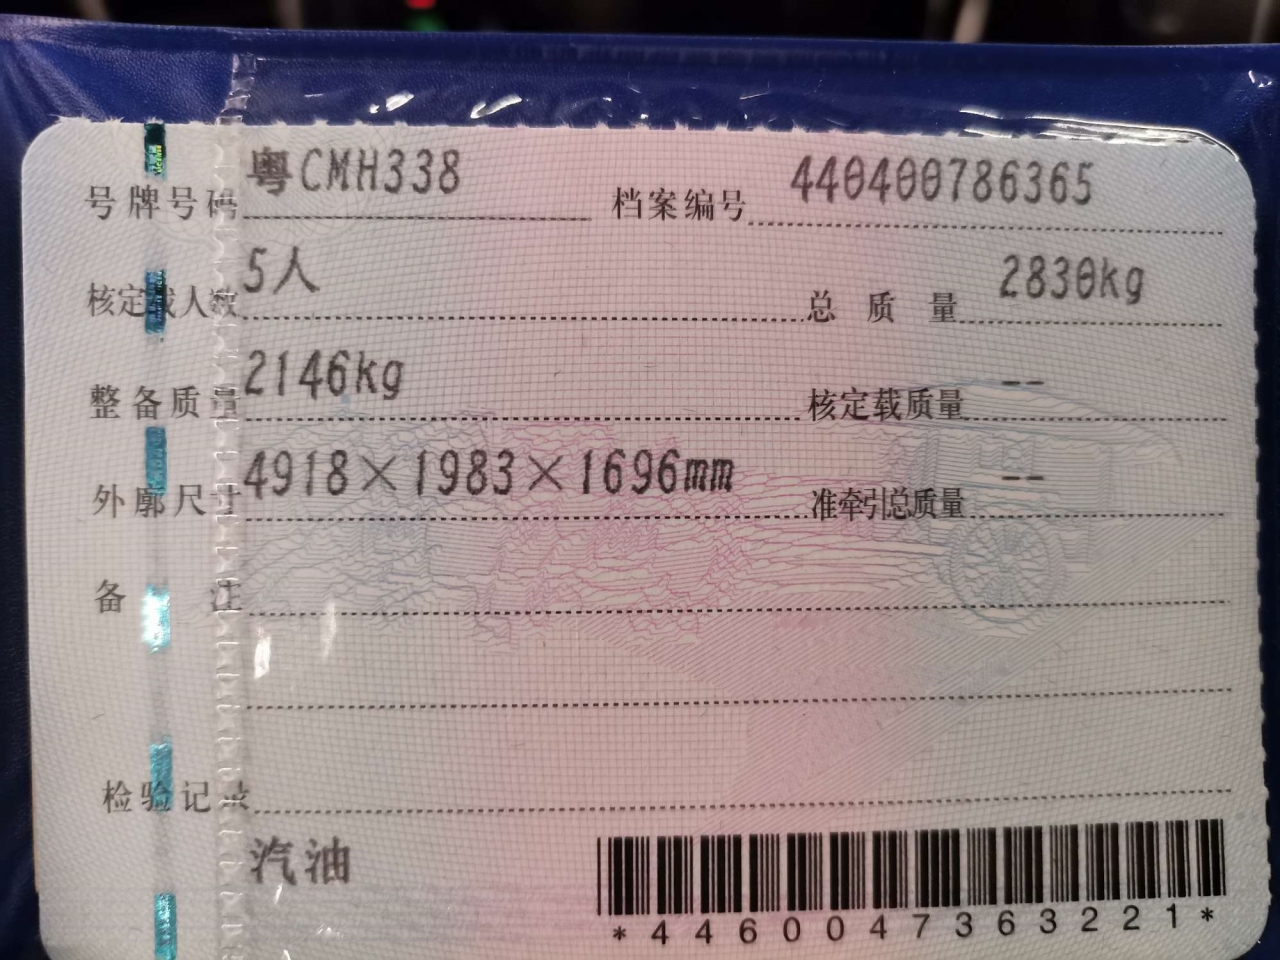 号牌号码 粤CMH338 档案编号 440400786365
核定载人数 5人 总质量 2830kg
整备质量 2146kg 核定载质量 --
外廓尺寸 4918×1983×1696mm 准牵引总质量 --
备注
检验记录
汽油
*4460047363221*